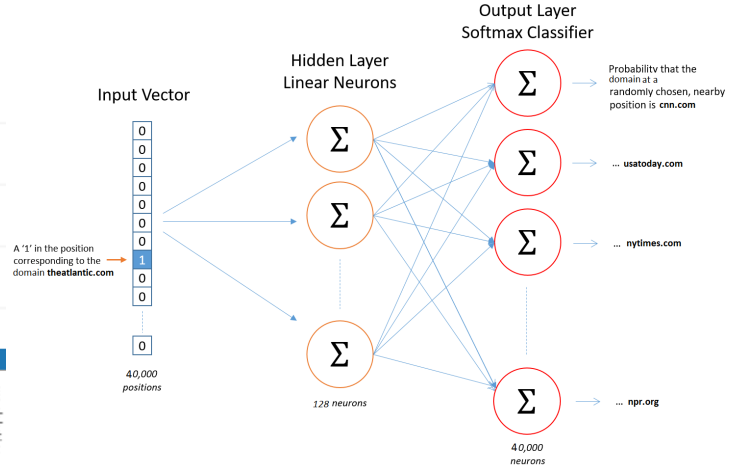 Output Layer
Softmax Classifier
Hidden Layer
Linear Neurons
Input Vector
0
0
0
0
0
0
0
1
0
0
0
A ‘1’ in the position
corresponding to the
domain theatlantic.com
40,000
positions
Σ
Σ
Σ
128 neurons
Σ
Σ
Σ
Σ
40,000
neurons
Probability that the
domain at a
randomly chosen, nearby
position is cnn.com
... usatoday.com
... nytimes.com
... npr.org